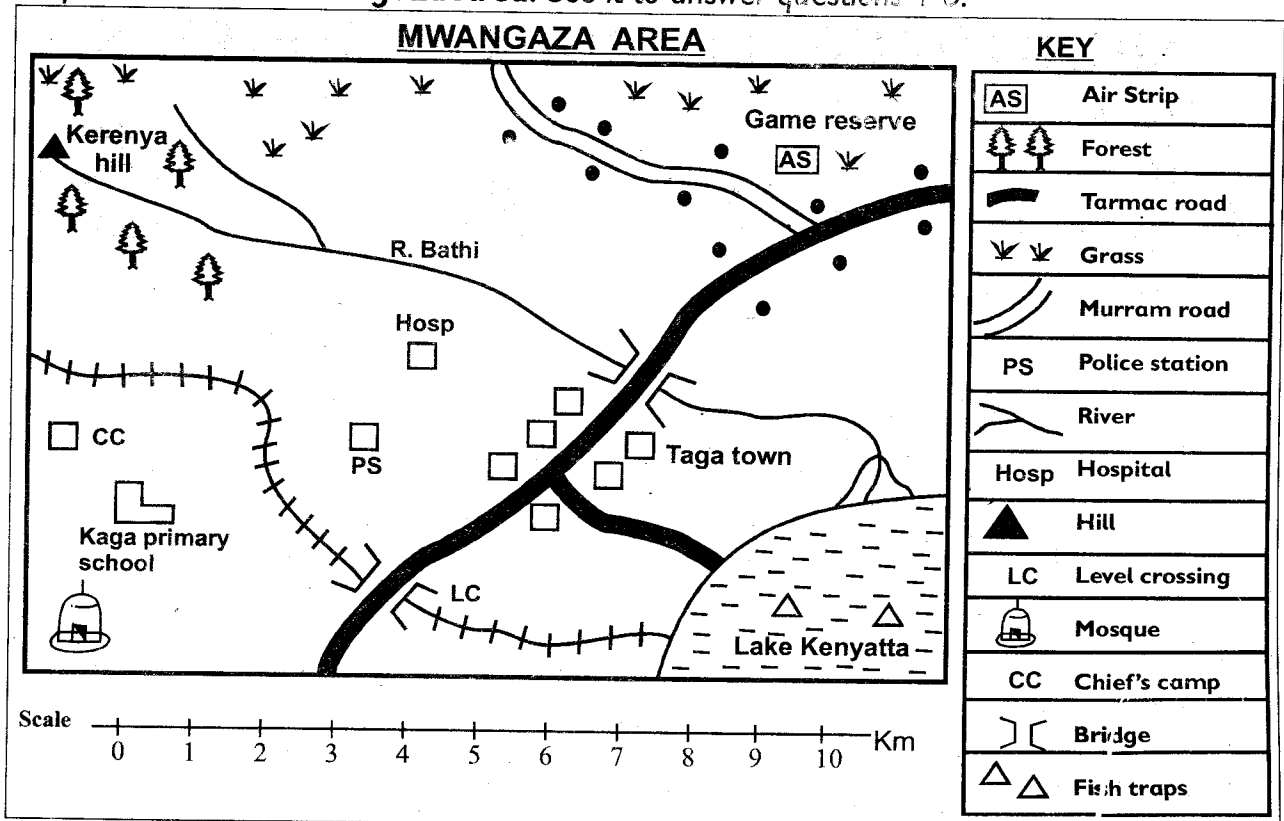 MWANGAZA AREA
Kerenya
hill
Game reserve
AS
R. Bathi
Hosp
CC
PS
Taga town
Kaga primary
school
LC
Lake Kenyatta
Scale
0 1 2 3 4 5 6 7 8 9 10 Km
KEY
AS Air Strip
Forest
Tarmac road
Grass
Murram road
PS Police station
River
Hosp Hospital
Hill
LC Level crossing
Mosque
CC Chief's camp
Bridge
Fish traps